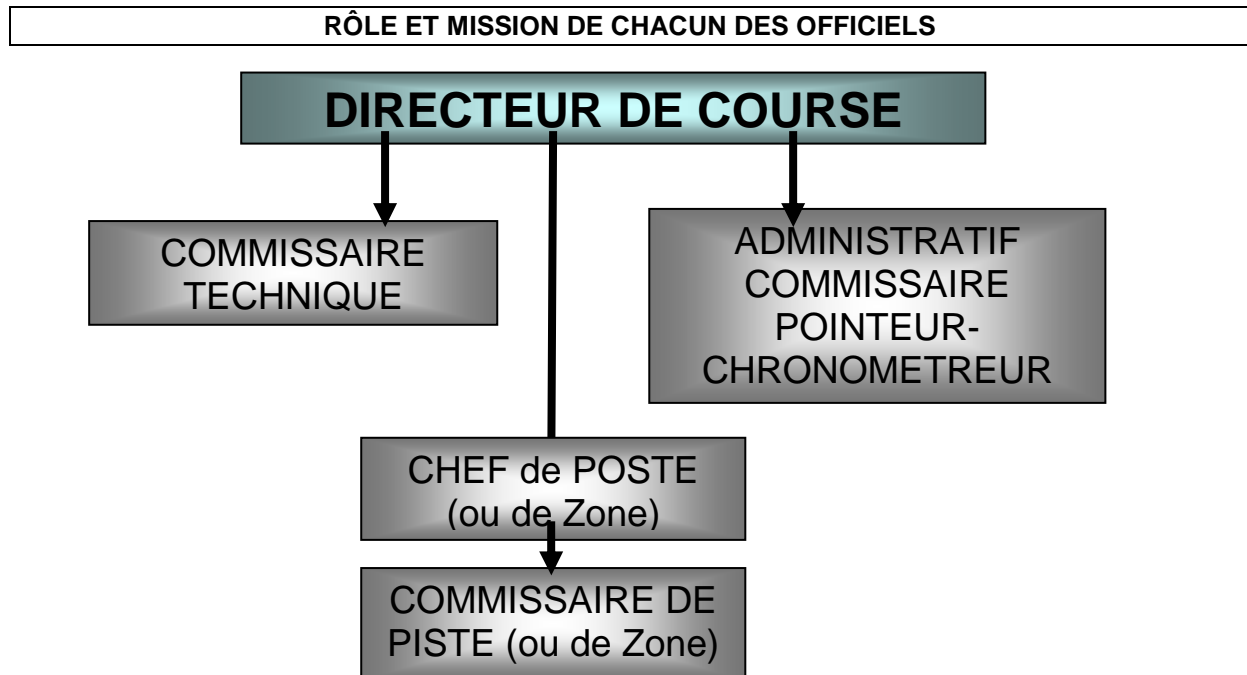 RÔLE ET MISSION DE CHACUN DES OFFICIELS
DIRECTEUR DE COURSE
COMMISSAIRE
TECHNIQUE
ADMINISTRATIF
COMMISSAIRE
POINTEUR-
CHRONOMETREUR
CHEF de POSTE
(ou de Zone)
COMMISSAIRE DE
PISTE (ou de Zone)